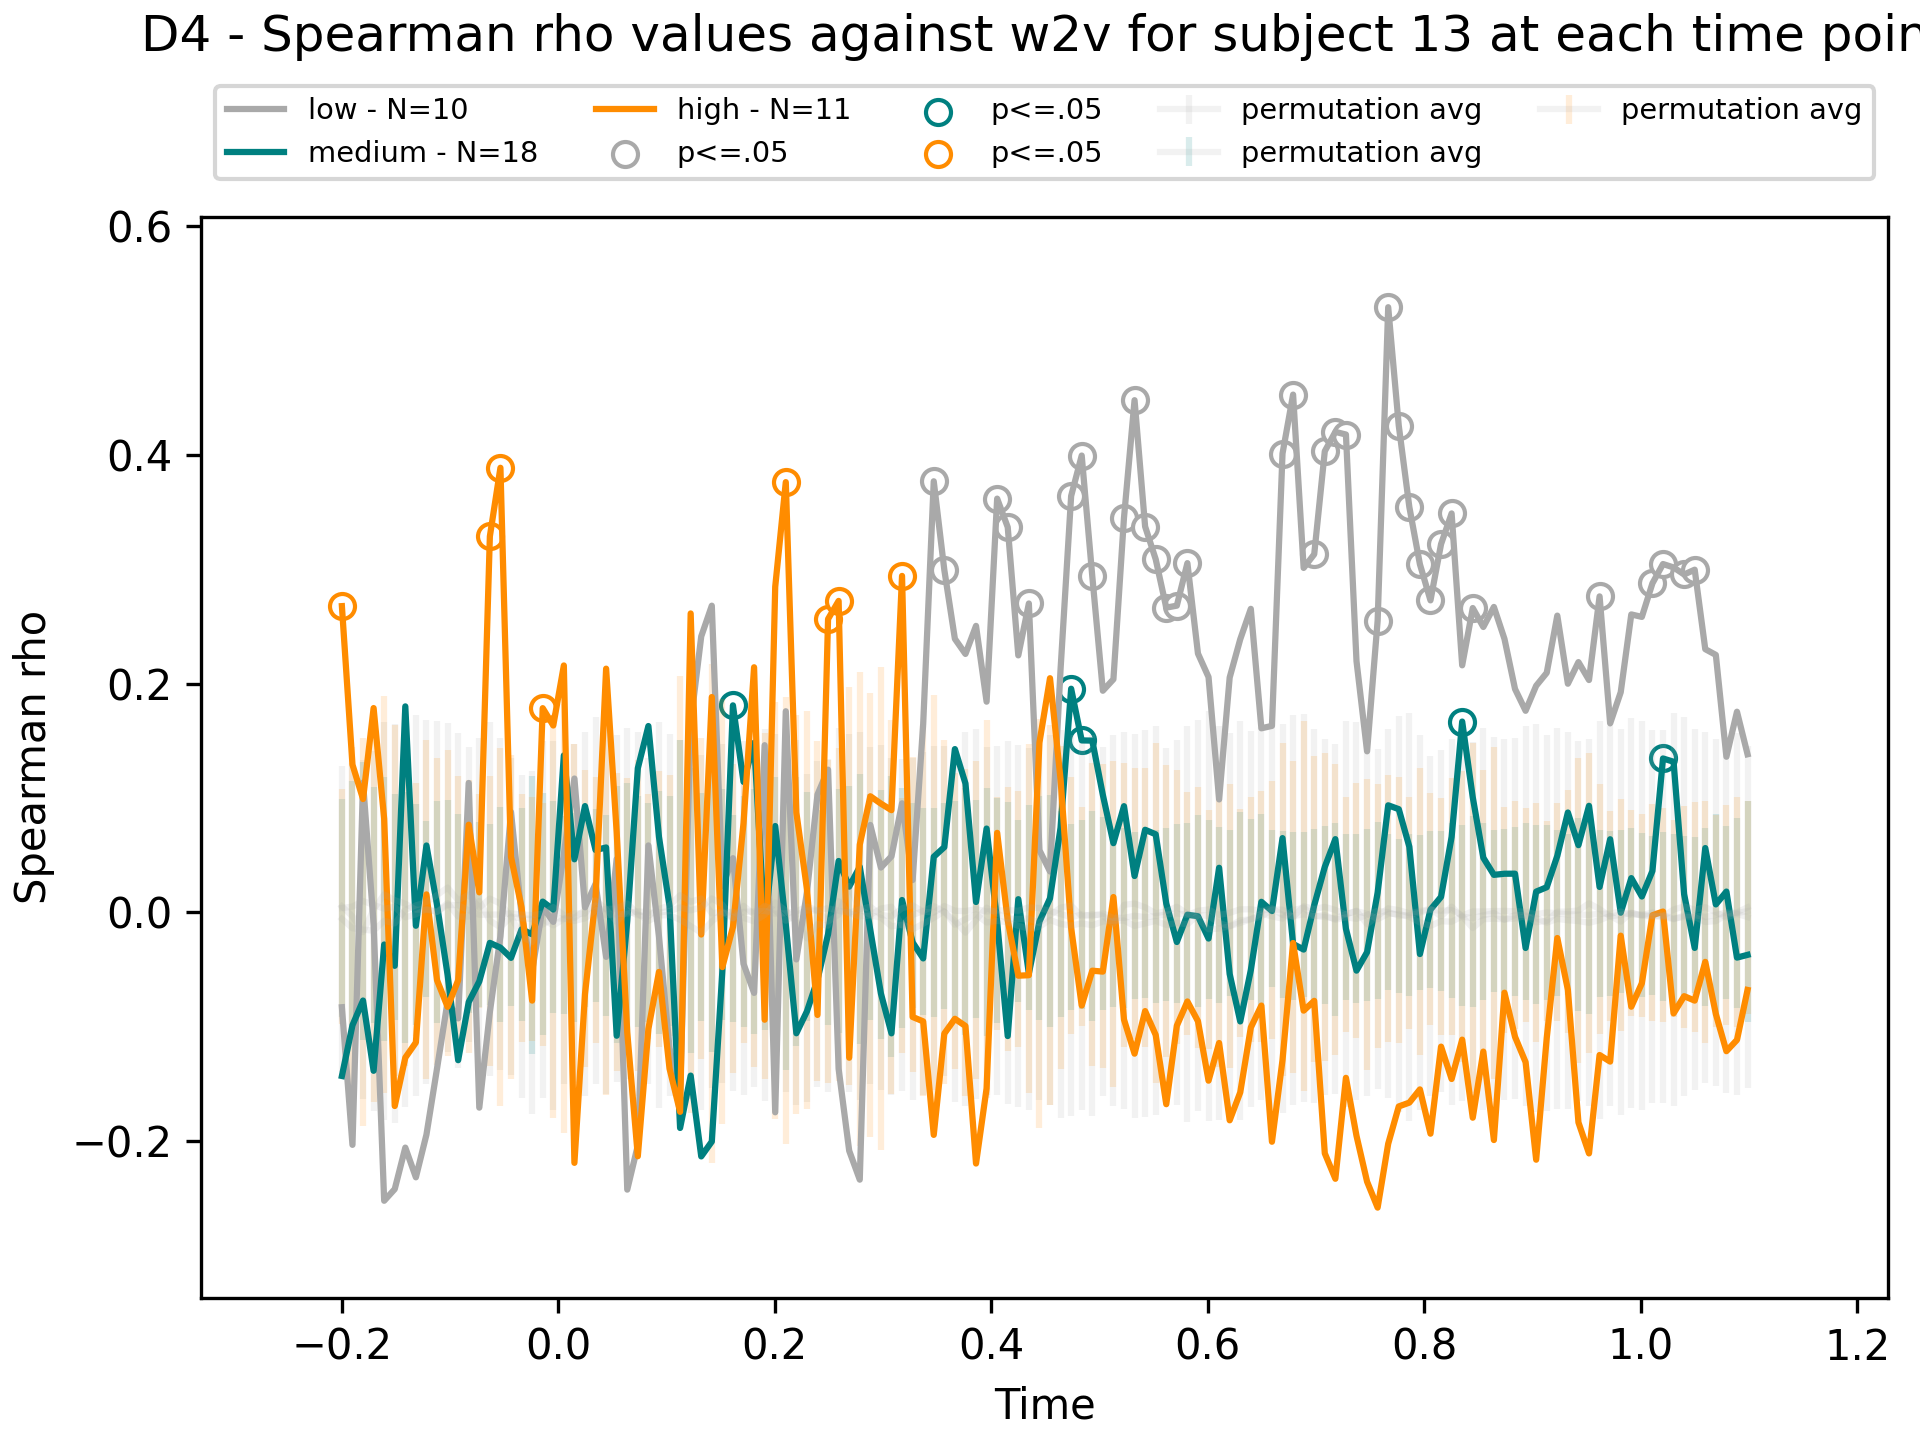 D4 - Spearman rho values against w2v for subject 13 at each time poin
low - N=10
medium - N=18
high - N=11
p<=.05
p<=.05
p<=.05
permutation avg
permutation avg
permutation avg
0.6
0.4
0.2
0.0
−0.2
Spearman rho
−0.2 0.0 0.2 0.4 0.6 0.8 1.0 1.2
Time